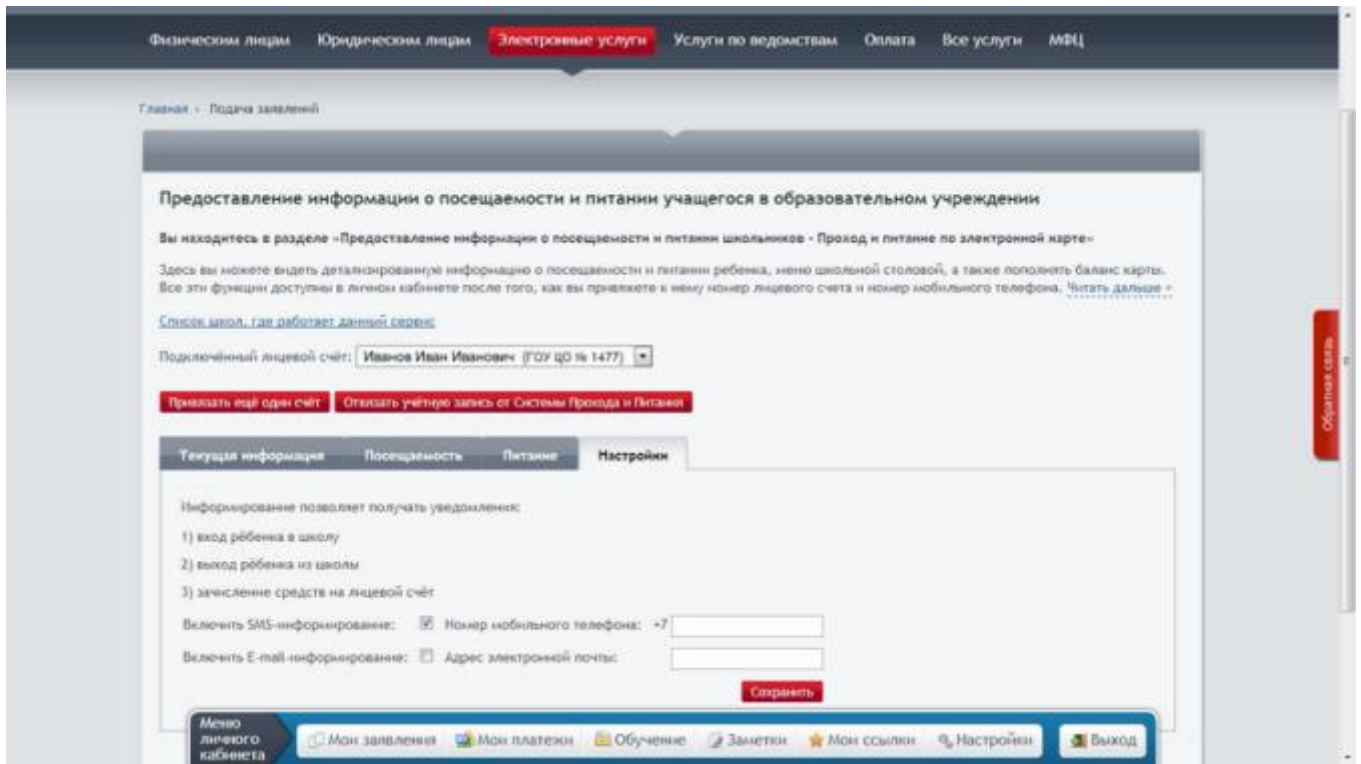 Физическим лицам Юридическим лицам Электронные услуги Услуги по ведомствам Оплата Все услуги МФЦ
Главная › Подача заявлений
Предоставление информации о посещаемости и питании учащегося в образовательном учреждении
Вы находитесь в разделе «Предоставление информации о посещаемости и питании школьников - Проход и питание по электронной карте»
Здесь вы можете видеть детализированную информацию о посещаемости и питании ребенка, меню школьной столовой, а также пополнять баланс карты.
Все эти функции доступны в личном кабинете после того, как вы привяжете к нему номер лицевого счета и номер мобильного телефона. Читать дальше »
Список школ, где работает данный сервис
Подключённый лицевой счёт: Иванов Иван Иванович (ГОУ ЦО № 1477)
Обратная связь
Привязать ещё один счёт Отвязать учётную запись от Системы Прохода и Питания
Текущая информация Посещаемость Питание Настройки
Информирование позволяет получать уведомления:
1) вход ребёнка в школу
2) выход ребёнка из школы
3) зачисление средств на лицевой счёт
Включить SMS-информирование: Номер мобильного телефона: +7
Включить E-mail-информирование: Адрес электронной почты:
Сохранить
Меню
личного
кабинета
Мои заявления Мои платежи Обучение Заметки Мои ссылки Настройки Выход